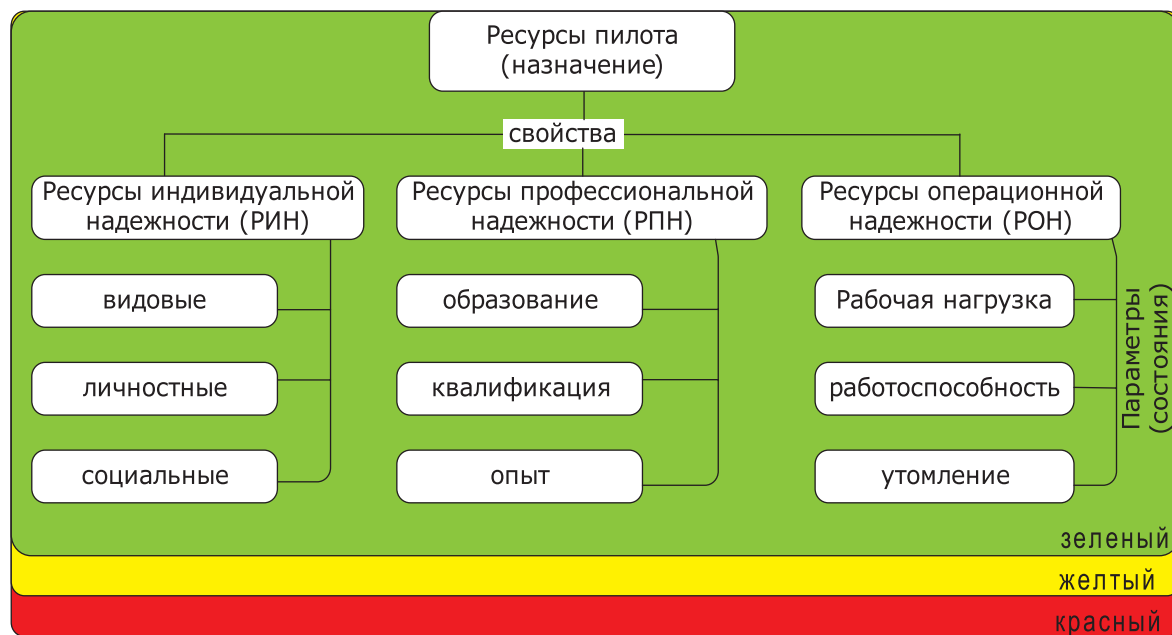 Ресурсы пилота
(назначение)
свойства
Ресурсы индивидуальной
надежности (РИН)
Ресурсы профессиональной
надежности (РПН)
Ресурсы операционной
надежности (РОН)
видовые
образование
Рабочая нагрузка
личностные
квалификация
работоспособность
социальные
опыт
утомление
Параметры
(состояния)
зеленый
желтый
красный